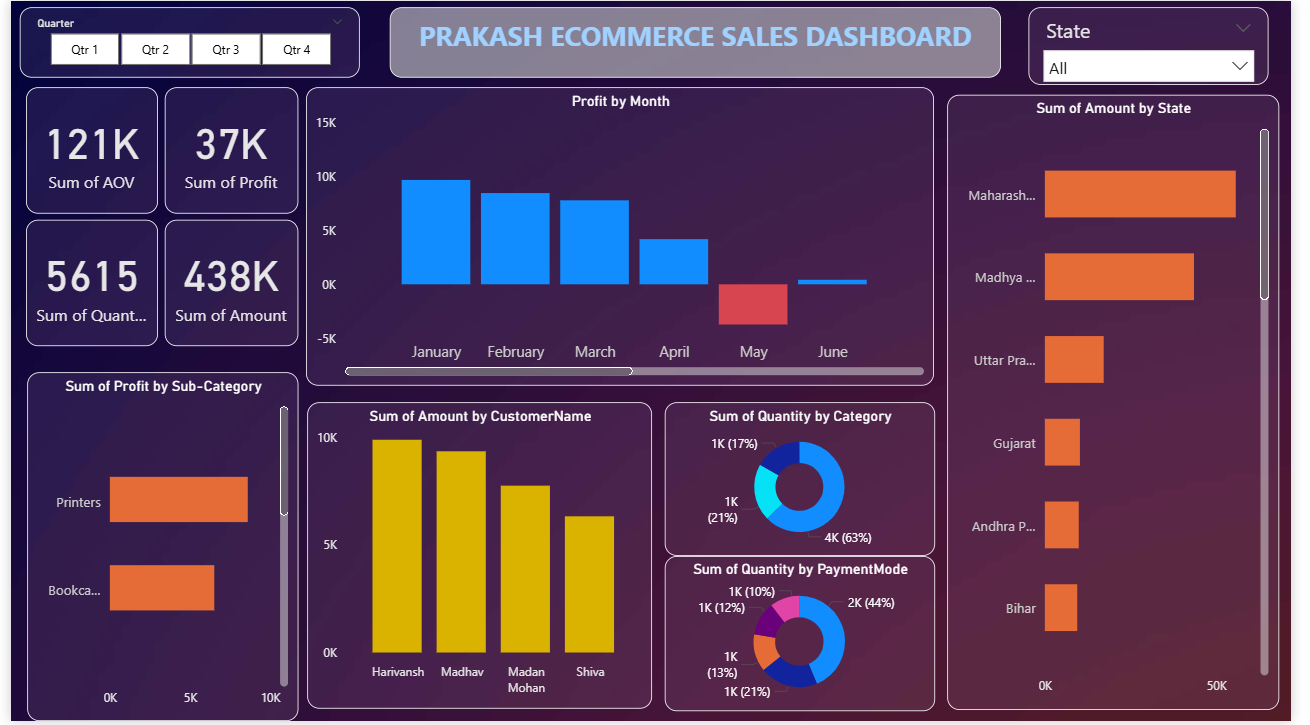 Quarter
Qtr 1 Qtr 2 Qtr 3 Qtr 4
PRAKASH ECOMMERCE SALES DASHBOARD
State
All
121K
Sum of AOV
37K
Sum of Profit
5615
Sum of Quant...
438K
Sum of Amount
Profit by Month
15K
10K
5K
0K
-5K
January February March April May June
Sum of Amount by State
Maharash...
Madhya ...
Uttar Pra...
Gujarat
Andhra P...
Bihar
0K 50K
Sum of Profit by Sub-Category
Printers
Bookca...
0K 5K 10K
Sum of Amount by CustomerName
10K
5K
0K
Harivansh Madhav Madan Shiva
Mohan
Sum of Quantity by Category
1K (17%)
1K
(21%)
4K (63%)
Sum of Quantity by PaymentMode
1K (10%)
2K (44%)
1K (12%)
1K
(13%)
1K (21%)